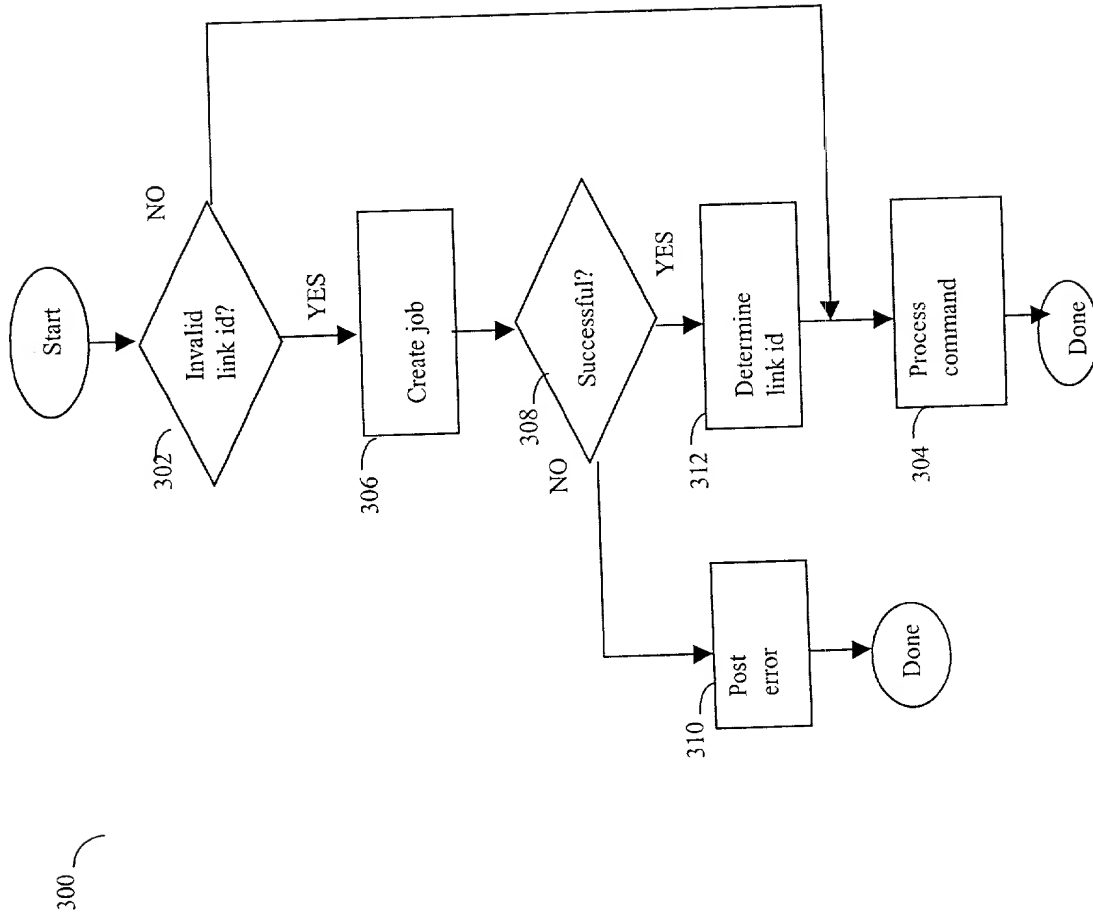 300
Start
302
Invalid
link id?
NO
YES
306
Create job
308
Successful?
NO
YES
310
Post
error
Done
312
Determine
link id
304
Process
command
Done